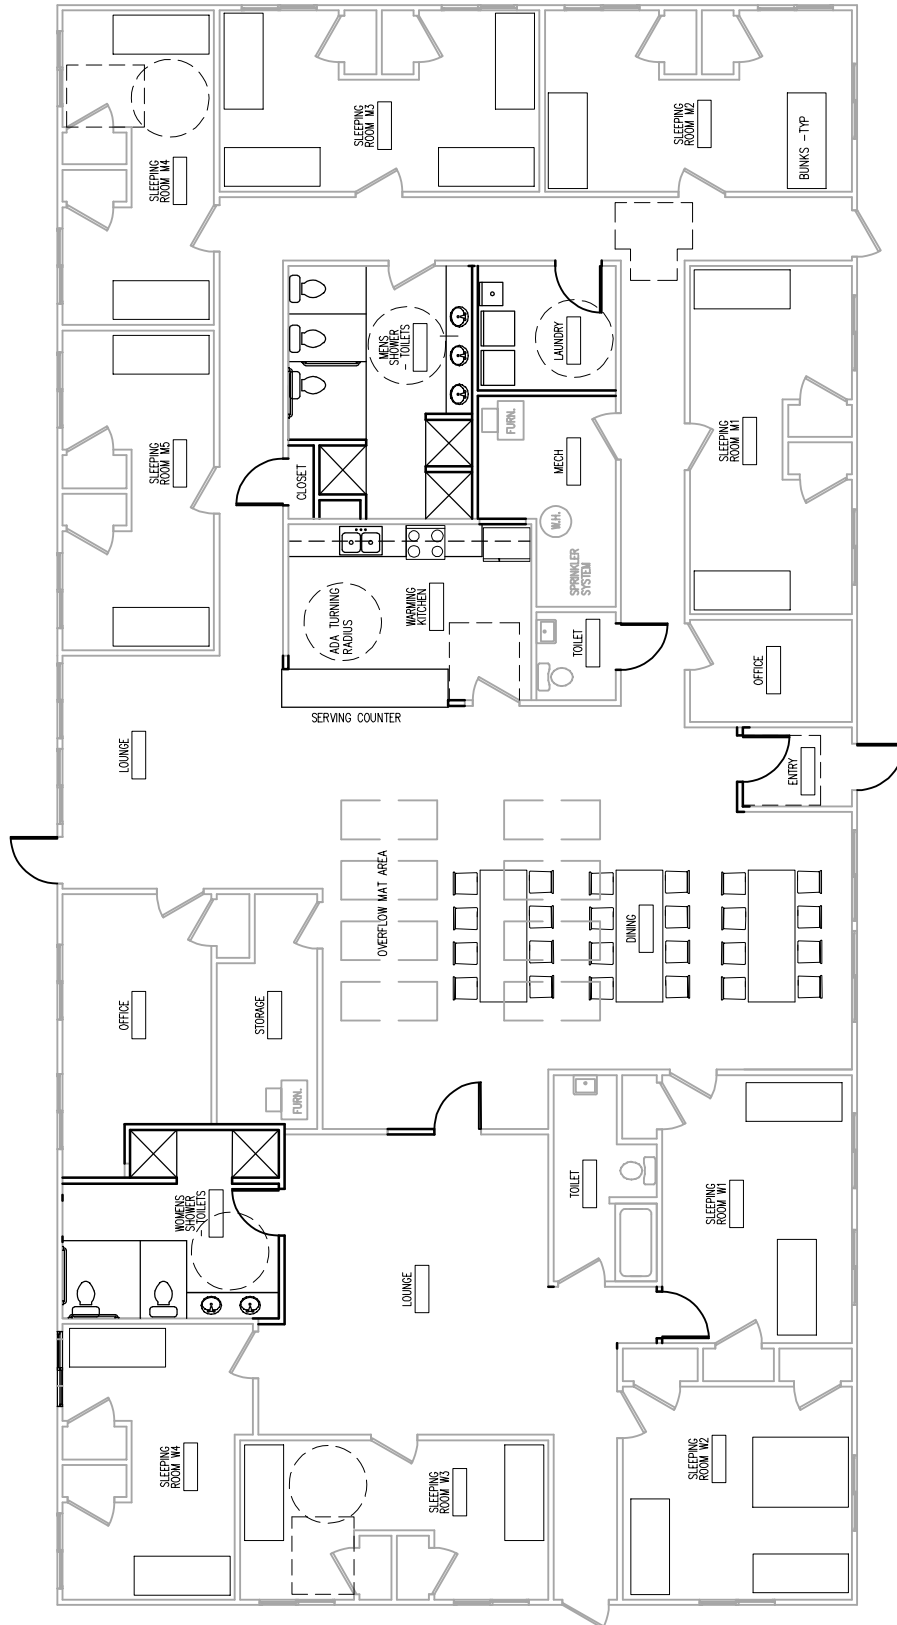 SLEEPING
ROOM M4
SLEEPING
ROOM M3
SLEEPING
ROOM M2
BUNKS -TYP
MENS
SHOWER
- TOILETS
LAUNDRY
SLEEPING
ROOM M5
CLOSET
FURN.
MECH
SLEEPING
ROOM M1
W.H.
SPRINKLER
SYSTEM
ADA TURNING
RADIUS
WARMING
KITCHEN
TOILET
OFFICE
SERVING COUNTER
LOUNGE
ENTRY
OVERFLOW MAT AREA
DINING
OFFICE
STORAGE
FURN.
WOMENS
SHOWER
- TOILETS
TOILET
SLEEPING
ROOM W1
LOUNGE
SLEEPING
ROOM W4
SLEEPING
ROOM W3
SLEEPING
ROOM W2